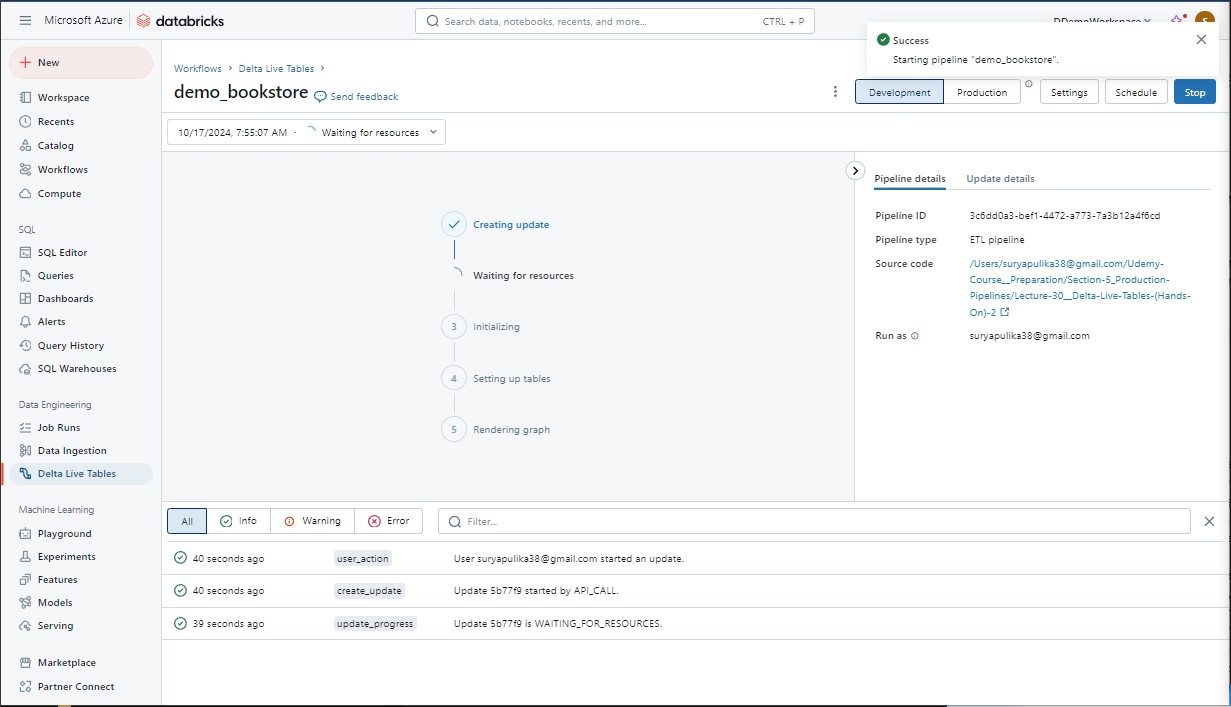 Microsoft Azure
databricks
Search data, notebooks, recents, and more...
CTRL + P
Success
Starting pipeline "demo_bookstore".
New
Workspace
Recents
Catalog
Workflows
Compute
SQL
SQL Editor
Queries
Dashboards
Alerts
Query History
SQL Warehouses
Data Engineering
Job Runs
Data Ingestion
Delta Live Tables
Machine Learning
Playground
Experiments
Features
Models
Serving
Marketplace
Partner Connect
Workflows › Delta Live Tables ›
demo_bookstore
Send feedback
Development
Production
Settings
Schedule
Stop
10/17/2024, 7:55:07 AM · Waiting for resources
Creating update
Waiting for resources
3 Initializing
4 Setting up tables
5 Rendering graph
Pipeline details
Update details
Pipeline ID 3c6dd0a3-bef1-4472-a773-7a3b12a4f6cd
Pipeline type ETL pipeline
Source code /Users/suryapulika38@gmail.com/Udemy-
Course__Preparation/Section-5_Production-
Pipelines/Lecture-30__Delta-Live-Tables-(Hands-
On)-2
Run as suryapulika38@gmail.com
All
Info
Warning
Error
Filter...
40 seconds ago user_action User suryapulika38@gmail.com started an update.
40 seconds ago create_update Update 5b77f9 started by API_CALL.
39 seconds ago update_progress Update 5b77f9 is WAITING_FOR_RESOURCES.